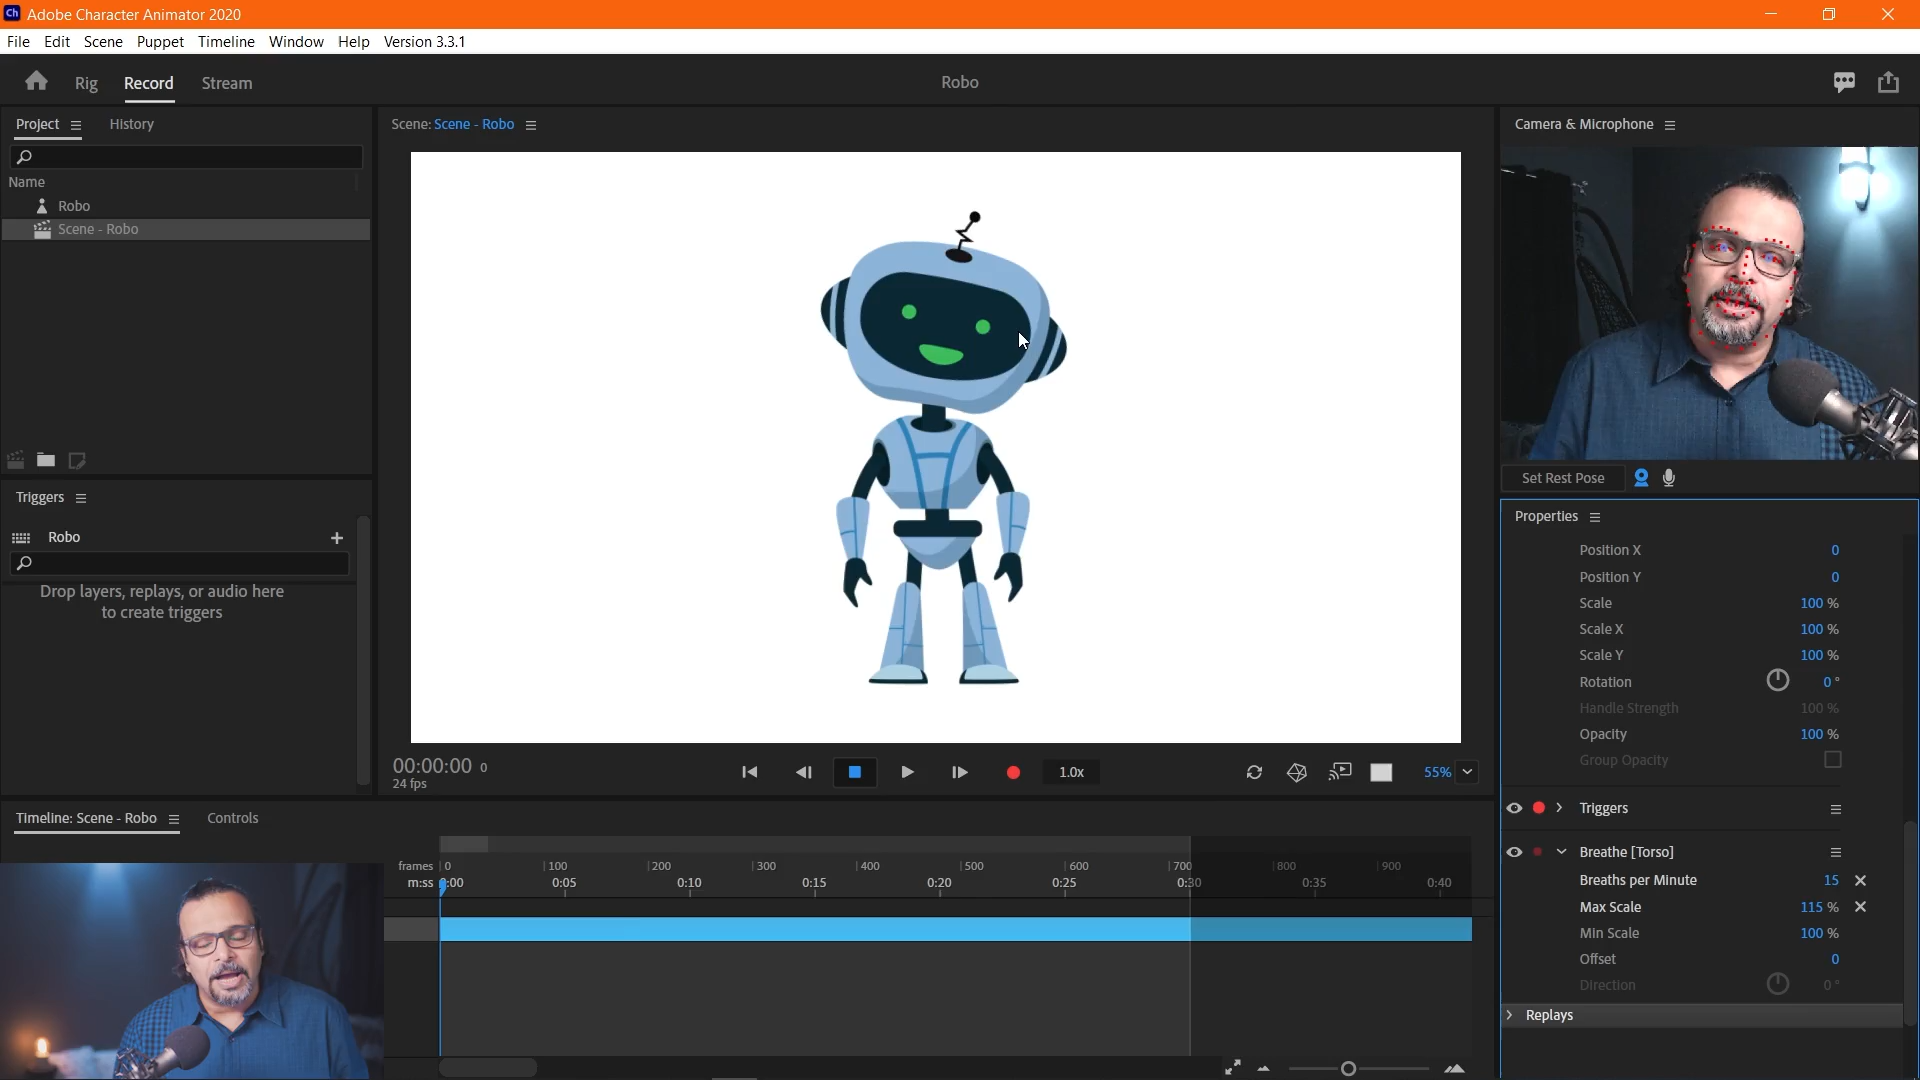 Ch Adobe Character Animator 2020
File Edit Scene Puppet Timeline Window Help Version 3.3.1
Rig Record Stream
Robo
Project History
Name
Robo
Scene - Robo
Triggers
Robo +
Drop layers, replays, or audio here
to create triggers
Scene: Scene - Robo
00:00:00 0
24 fps
1.0x
55%
Camera & Microphone
Set Rest Pose
Properties
Position X 0
Position Y 0
Scale 100 %
Scale X 100 %
Scale Y 100 %
Rotation 0 °
Handle Strength 100 %
Opacity 100 %
Group Opacity
Triggers
Breathe [Torso]
Breaths per Minute 15
Max Scale 115 %
Min Scale 100 %
Offset 0
Direction 0 °
Replays
Timeline: Scene - Robo Controls
frames 0 100 200 300 400 500 600 700 800 900
m:ss 0:00 0:05 0:10 0:15 0:20 0:25 0:30 0:35 0:40